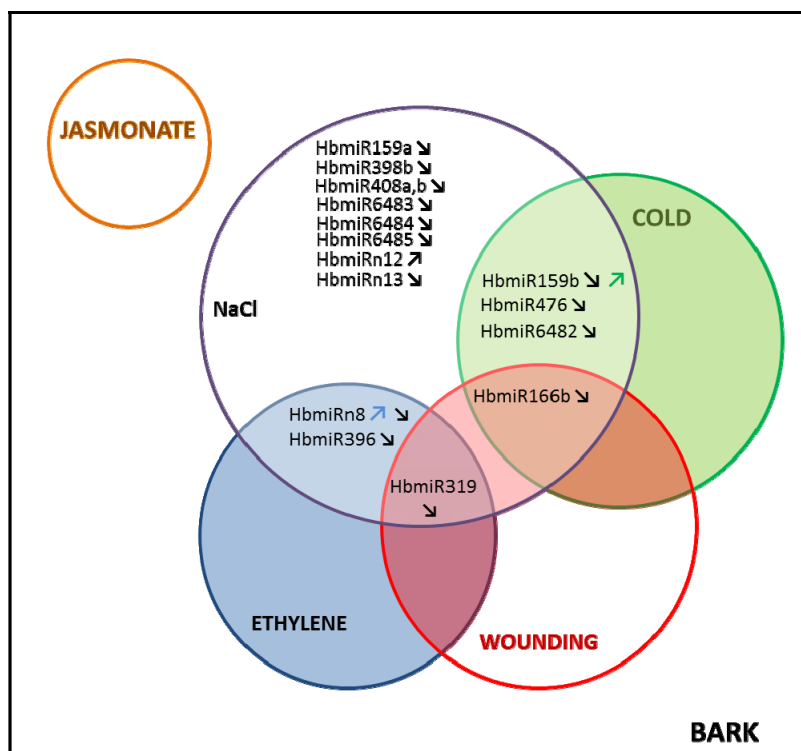 JASMONATE
HbmiR159a ↘
HbmiR398b ↘
HbmiR408a,b ↘
HbmiR6483 ↘
HbmiR6484 ↘
HbmiR6485 ↘
HbmiRn12 ↗
HbmiRn13 ↘
COLD
NaCl
HbmiR159b ↘ ↗
HbmiR476 ↘
HbmiR6482 ↘
HbmiR166b ↘
HbmiRn8 ↗ ↘
HbmiR396 ↘
HbmiR319
↘
ETHYLENE
WOUNDING
BARK